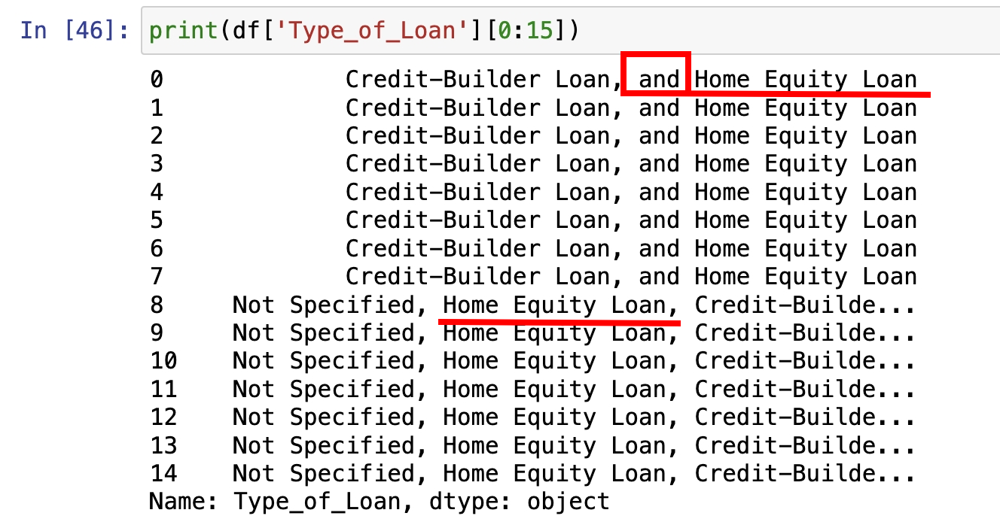 In [46]: print(df['Type_of_Loan'][0:15])
0 Credit-Builder Loan, and Home Equity Loan
1 Credit-Builder Loan, and Home Equity Loan
2 Credit-Builder Loan, and Home Equity Loan
3 Credit-Builder Loan, and Home Equity Loan
4 Credit-Builder Loan, and Home Equity Loan
5 Credit-Builder Loan, and Home Equity Loan
6 Credit-Builder Loan, and Home Equity Loan
7 Credit-Builder Loan, and Home Equity Loan
8 Not Specified, Home Equity Loan, Credit-Builde...
9 Not Specified, Home Equity Loan, Credit-Builde...
10 Not Specified, Home Equity Loan, Credit-Builde...
11 Not Specified, Home Equity Loan, Credit-Builde...
12 Not Specified, Home Equity Loan, Credit-Builde...
13 Not Specified, Home Equity Loan, Credit-Builde...
14 Not Specified, Home Equity Loan, Credit-Builde...
Name: Type_of_Loan, dtype: object